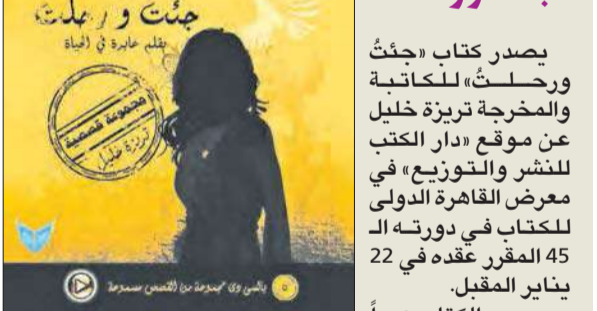 جئت و رحلت
بقلم عابرة في الحياة
مجموعة قصصية
تريزة خليل
بالسي دي مجموعة من القصص مسموعة
يصدر كتاب «جئتُ
ورحـــلـــتُ» للكاتبة
والمخرجة تريزة خليل
عن موقع «دار الكتب
للنشر والتوزيع» في
معرض القاهرة الدولى
للكتاب في دورته الـ
45 المقرر عقده في 22
يناير المقبل.